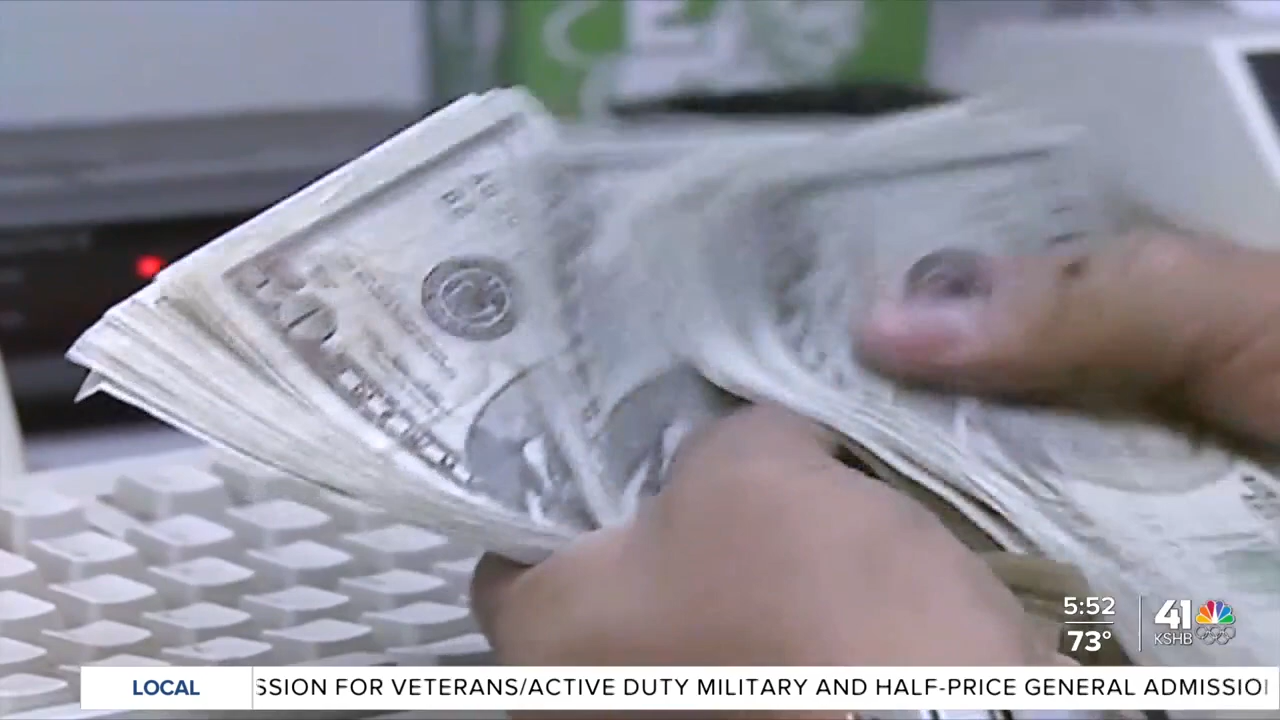 5:52
73°
41
KSHB
LOCAL
SSION FOR VETERANS/ACTIVE DUTY MILITARY AND HALF-PRICE GENERAL ADMISSIO